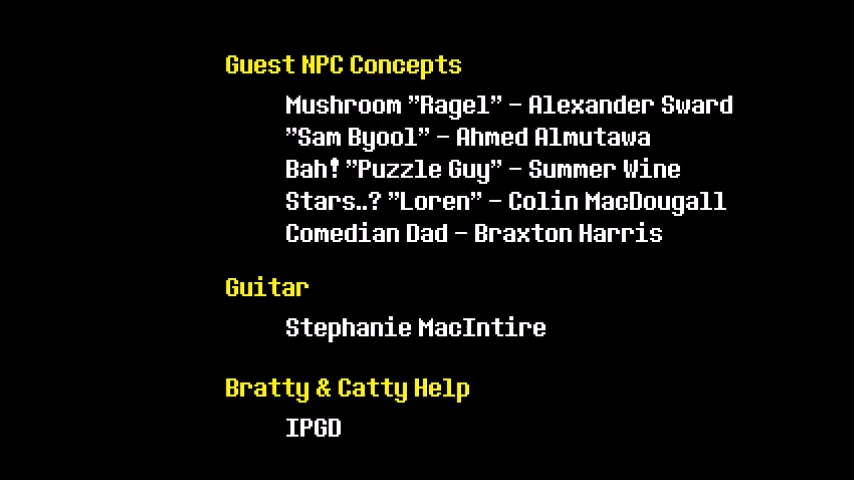 Guest NPC Concepts
Mushroom "Ragel" - Alexander Sward
"Sam Byool" - Ahmed Almutawa
Bah! "Puzzle Guy" - Summer Wine
Stars..? "Loren" - Colin MacDougall
Comedian Dad - Braxton Harris
Guitar
Stephanie MacIntire
Bratty & Catty Help
IPGD